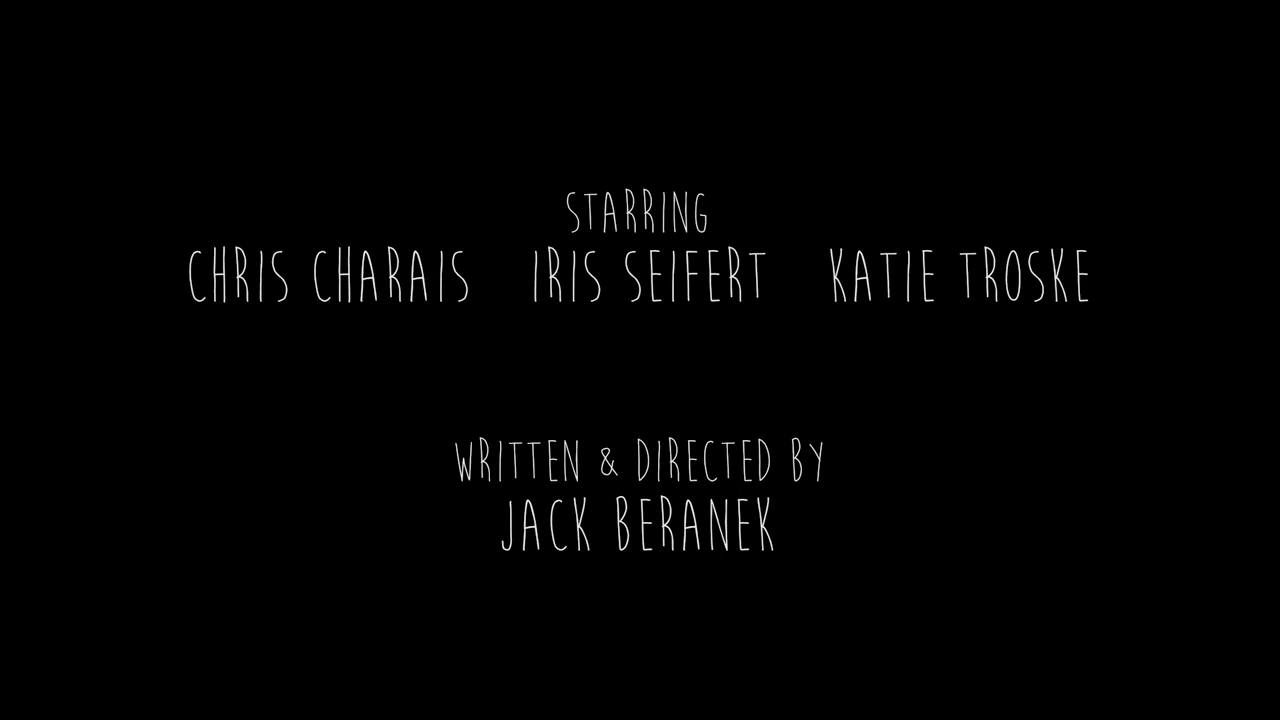 STARRING
CHRIS CHARAIS IRIS SEIFERT KATIE TROSKE
WRITTEN & DIRECTED BY
JACK BERANEK